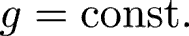 g = const.